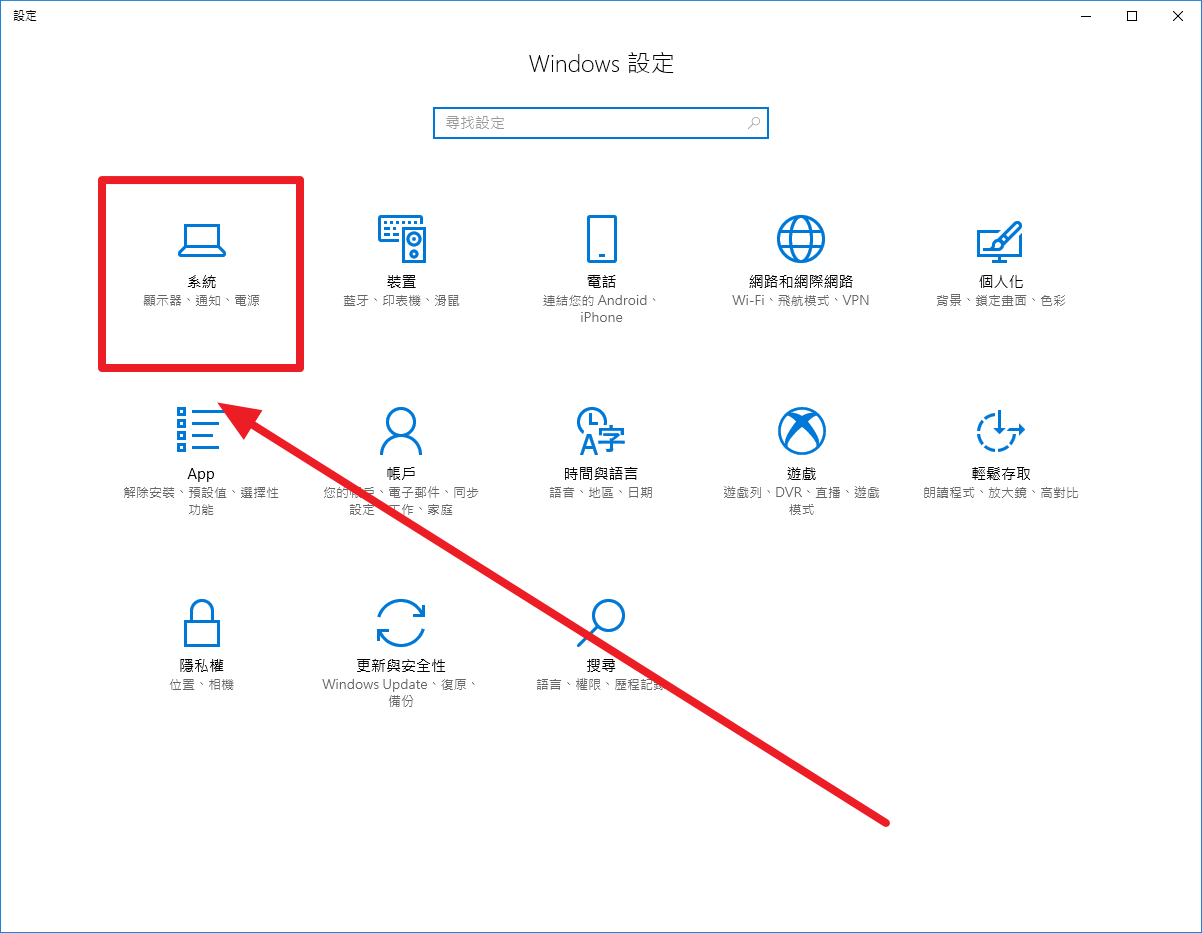 設定
Windows 設定
尋找設定
系統
顯示器、通知、電源
裝置
藍牙、印表機、滑鼠
電話
連結您的 Android、
iPhone
網路和網際網路
Wi-Fi、飛航模式、VPN
個人化
背景、鎖定畫面、色彩
App
解除安裝、預設值、選擇性
功能
帳戶
您的帳戶、電子郵件、同步
設定、工作、家庭
時間與語言
語音、地區、日期
遊戲
遊戲列、DVR、直播、遊戲
模式
輕鬆存取
朗讀程式、放大鏡、高對比
隱私權
位置、相機
更新與安全性
Windows Update、復原、
備份
搜尋
語言、權限、歷程記錄